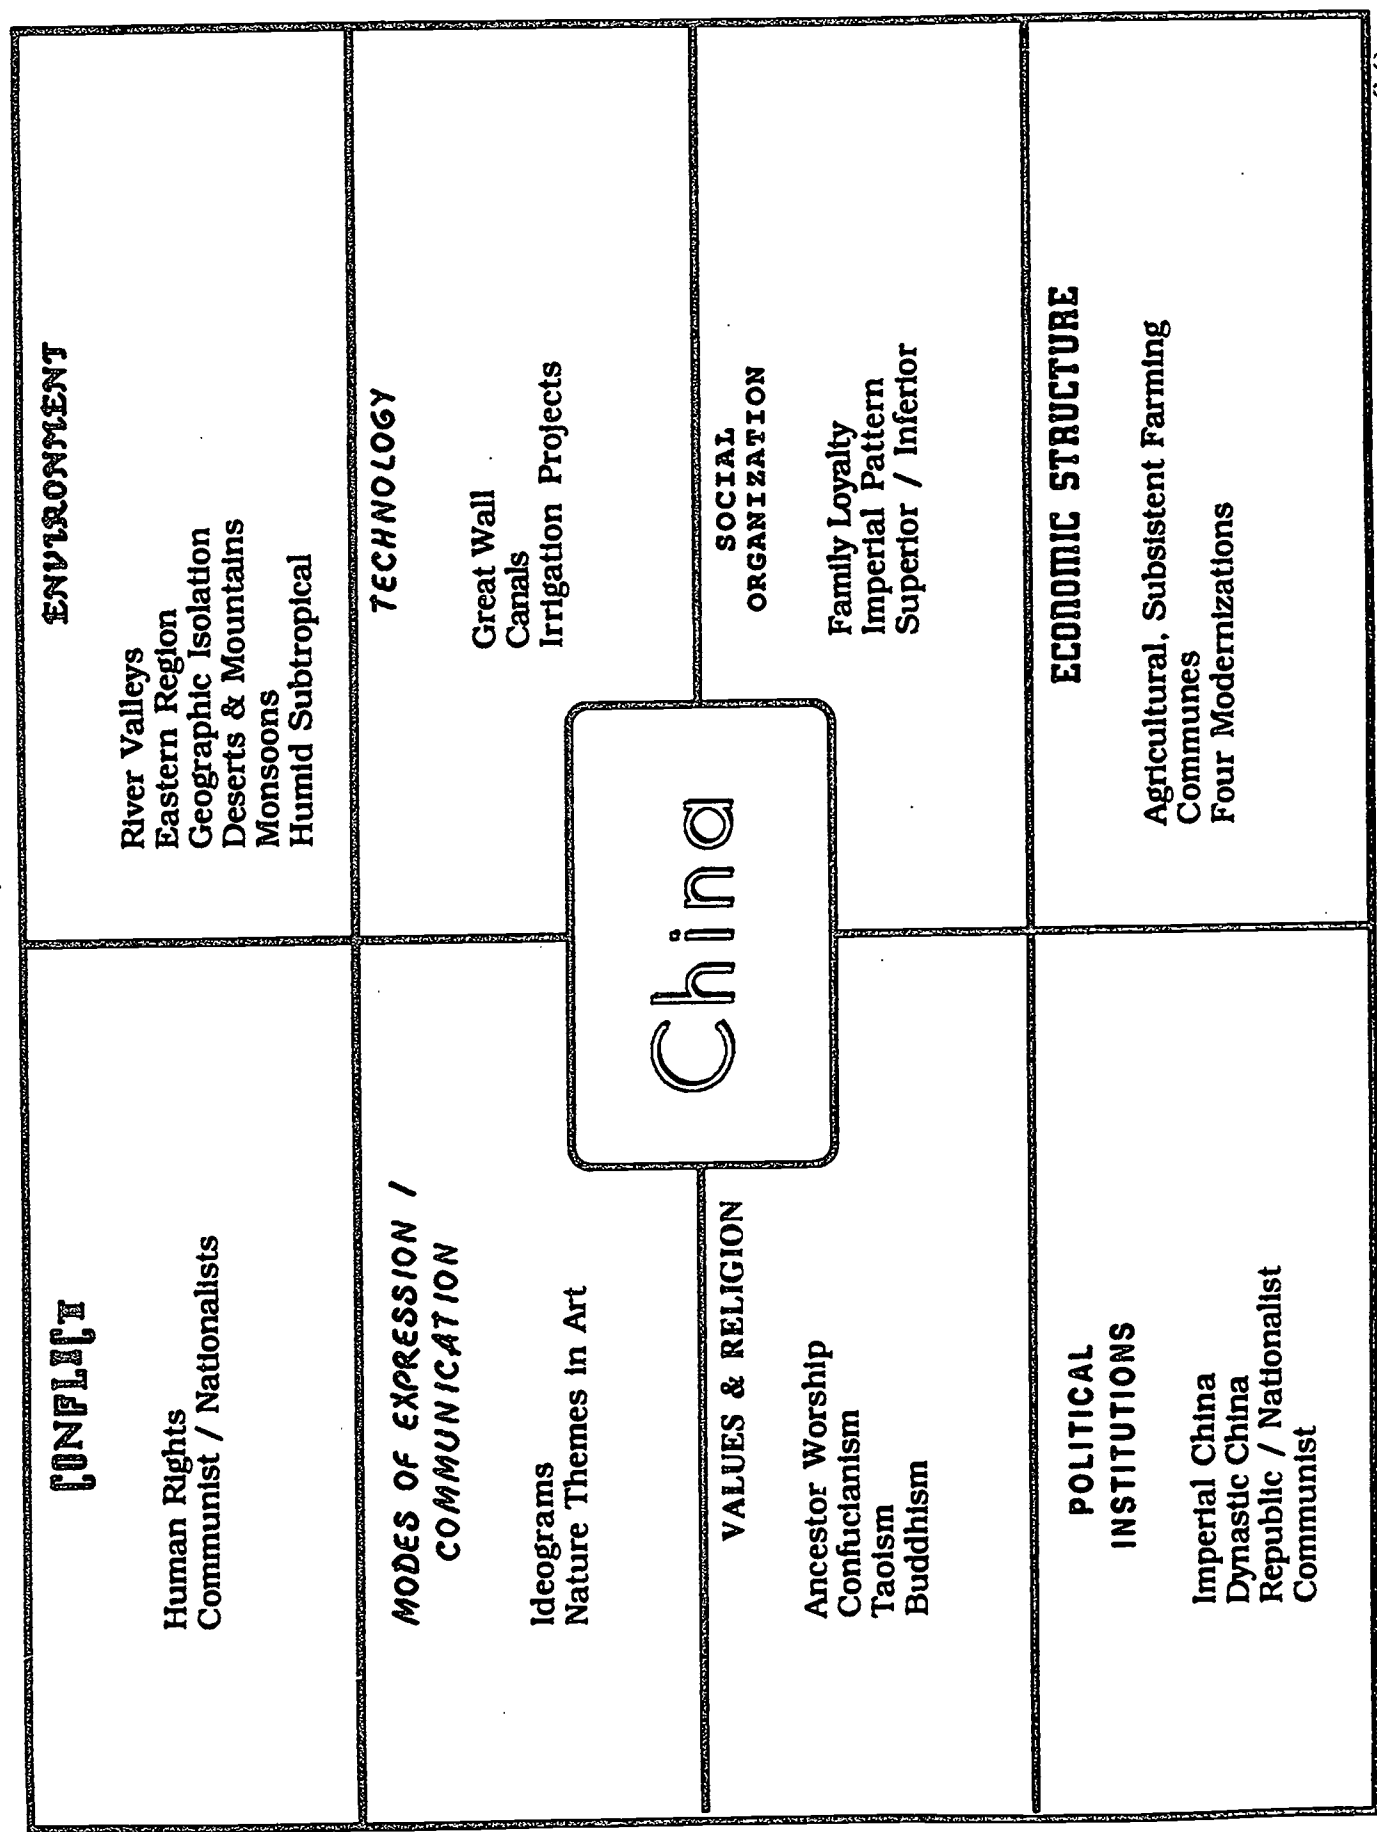 CONFLICT
Human Rights
Communist / Nationalists
ENVIRONMENT
River Valleys
Eastern Region
Geographic Isolation
Deserts & Mountains
Monsoons
Humid Subtropical
MODES OF EXPRESSION /
COMMUNICATION
Ideograms
Nature Themes in Art
TECHNOLOGY
Great Wall
Canals
Irrigation Projects
China
VALUES & RELIGION
Ancestor Worship
Confucianism
Taoism
Buddhism
SOCIAL
ORGANIZATION
Family Loyalty
Imperial Pattern
Superior / Inferior
POLITICAL
INSTITUTIONS
Imperial China
Dynastic China
Republic / Nationalist
Communist
ECONOMIC STRUCTURE
Agricultural, Subsistent Farming
Communes
Four Modernizations